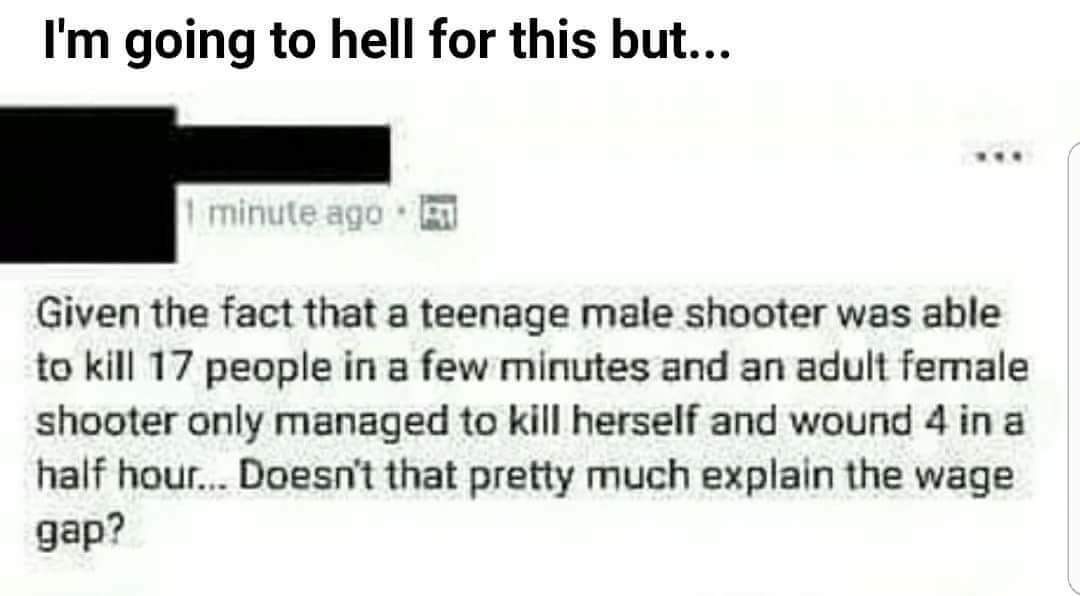 I'm going to hell for this but...
1 minute ago ·
Given the fact that a teenage male shooter was able
to kill 17 people in a few minutes and an adult female
shooter only managed to kill herself and wound 4 in a
half hour... Doesn't that pretty much explain the wage
gap?